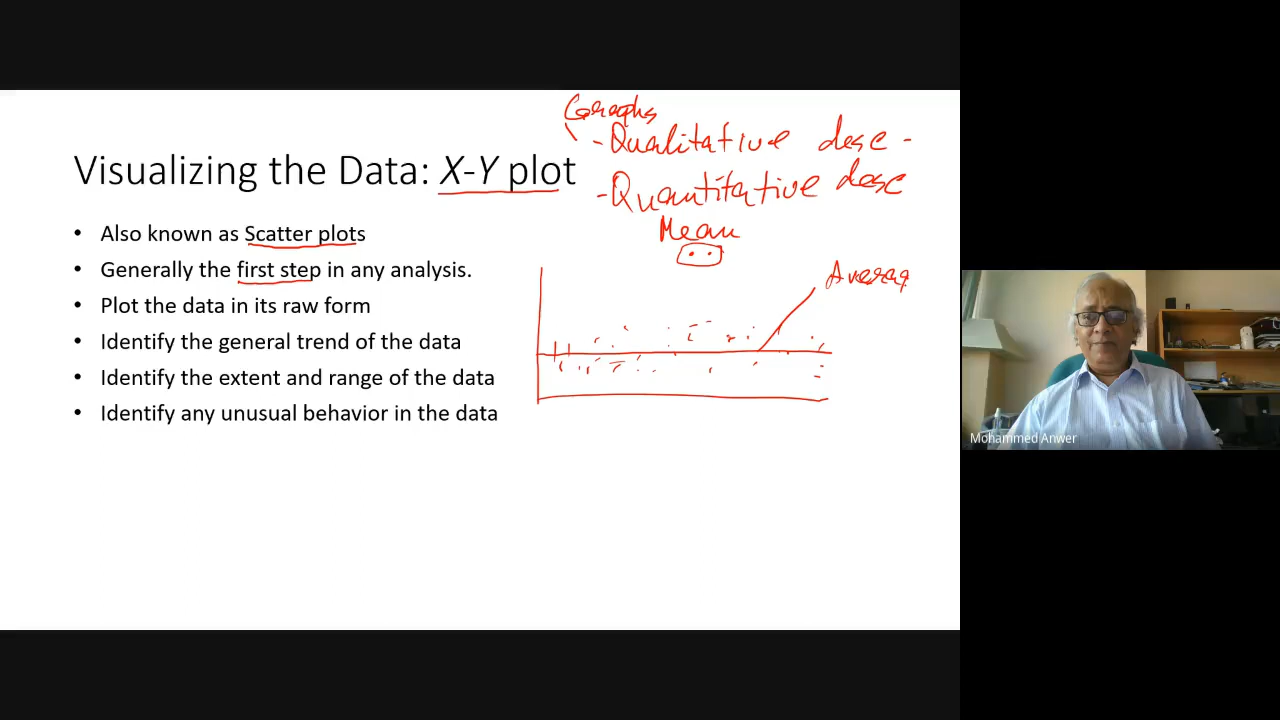 Graphs
- Qualitative desc -
Visualizing the Data: X-Y plot
- Quantitative desc
Mean
• Also known as Scatter plots
• Generally the first step in any analysis.
• Plot the data in its raw form
• Identify the general trend of the data
• Identify the extent and range of the data
• Identify any unusual behavior in the data
Averag
Mohammed Anwer